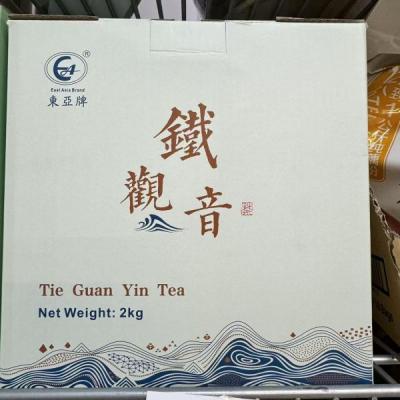 East Asia Brand
東亞牌
鐵
觀
音
Tie Guan Yin Tea
Net Weight: 2kg